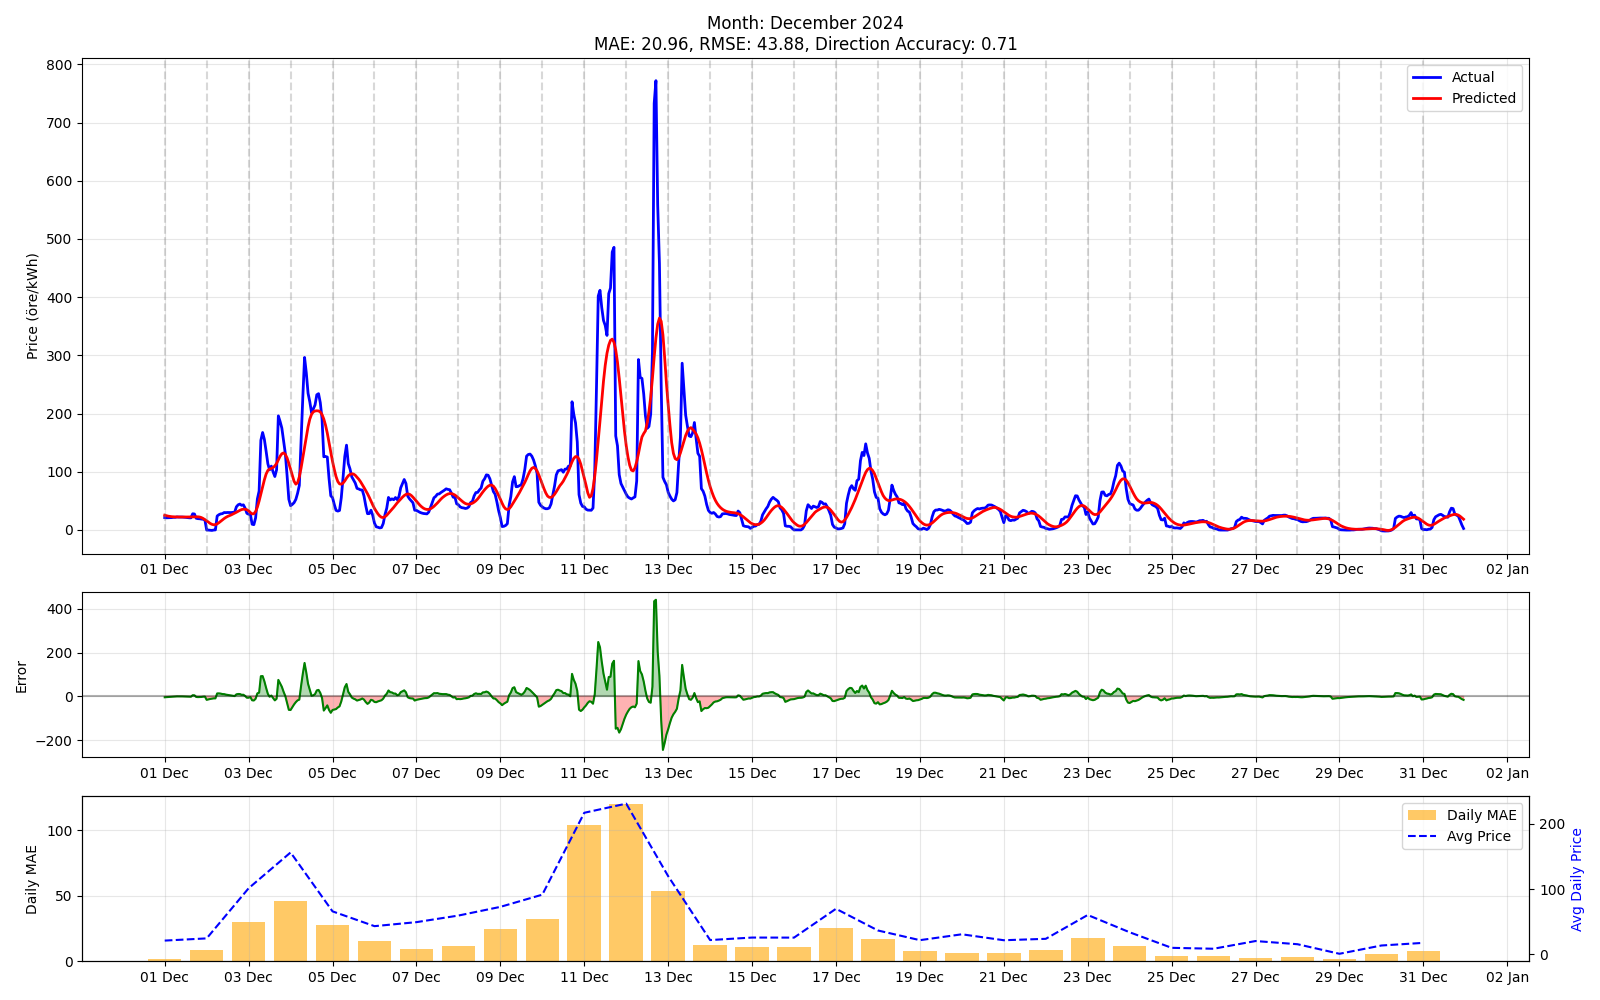 Month: December 2024
MAE: 20.96, RMSE: 43.88, Direction Accuracy: 0.71
Price (öre/kWh)
800
700
600
500
400
300
200
100
0
Actual
Predicted
01 Dec 03 Dec 05 Dec 07 Dec 09 Dec 11 Dec 13 Dec 15 Dec 17 Dec 19 Dec 21 Dec 23 Dec 25 Dec 27 Dec 29 Dec 31 Dec 02 Jan
Error
400
200
0
−200
01 Dec 03 Dec 05 Dec 07 Dec 09 Dec 11 Dec 13 Dec 15 Dec 17 Dec 19 Dec 21 Dec 23 Dec 25 Dec 27 Dec 29 Dec 31 Dec 02 Jan
Daily MAE
100
50
0
Daily MAE
Avg Price
200
100
0
Avg Daily Price
01 Dec 03 Dec 05 Dec 07 Dec 09 Dec 11 Dec 13 Dec 15 Dec 17 Dec 19 Dec 21 Dec 23 Dec 25 Dec 27 Dec 29 Dec 31 Dec 02 Jan